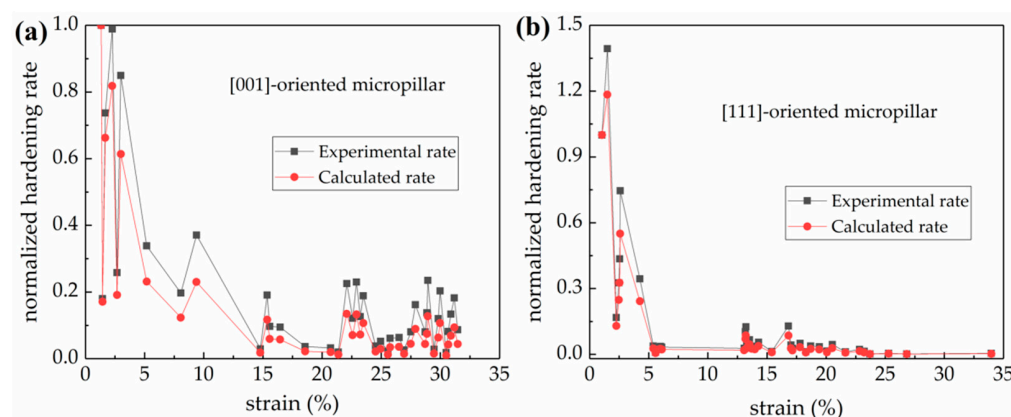 (a)
normalized hardening rate
1.0
0.8
0.6
0.4
0.2
0.0
[001]-oriented micropillar
Experimental rate
Calculated rate
0 5 10 15 20 25 30 35
strain (%)
(b)
normalized hardening rate
1.5
1.2
0.9
0.6
0.3
0.0
[111]-oriented micropillar
Experimental rate
Calculated rate
0 5 10 15 20 25 30 35
strain (%)